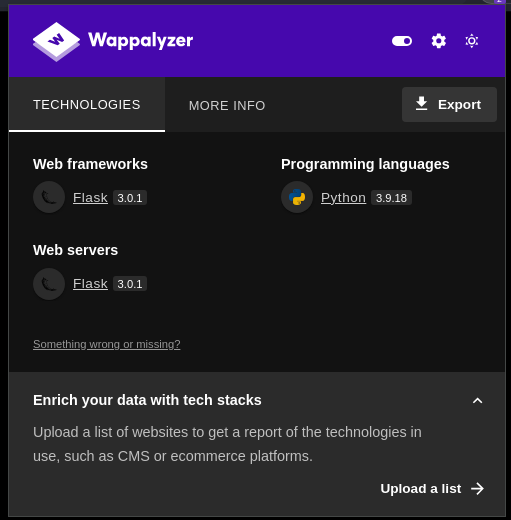 Wappalyzer
TECHNOLOGIES
MORE INFO
Export
Web frameworks
Flask 3.0.1
Programming languages
Python 3.9.18
Web servers
Flask 3.0.1
Something wrong or missing?
Enrich your data with tech stacks
Upload a list of websites to get a report of the technologies in
use, such as CMS or ecommerce platforms.
Upload a list